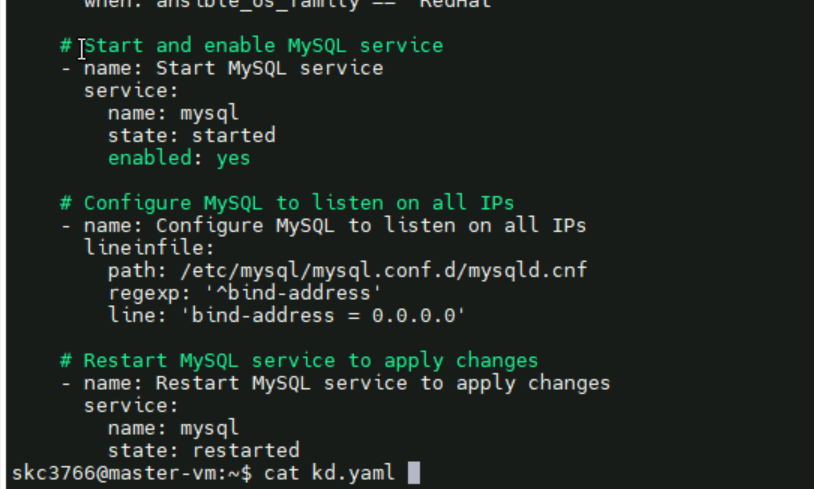 when: ansible_os_family == "RedHat"
# Start and enable MySQL service
- name: Start MySQL service
service:
name: mysql
state: started
enabled: yes
# Configure MySQL to listen on all IPs
- name: Configure MySQL to listen on all IPs
lineinfile:
path: /etc/mysql/mysql.conf.d/mysqld.cnf
regexp: '^bind-address'
line: 'bind-address = 0.0.0.0'
# Restart MySQL service to apply changes
- name: Restart MySQL service to apply changes
service:
name: mysql
state: restarted
skc3766@master-vm:~$ cat kd.yaml